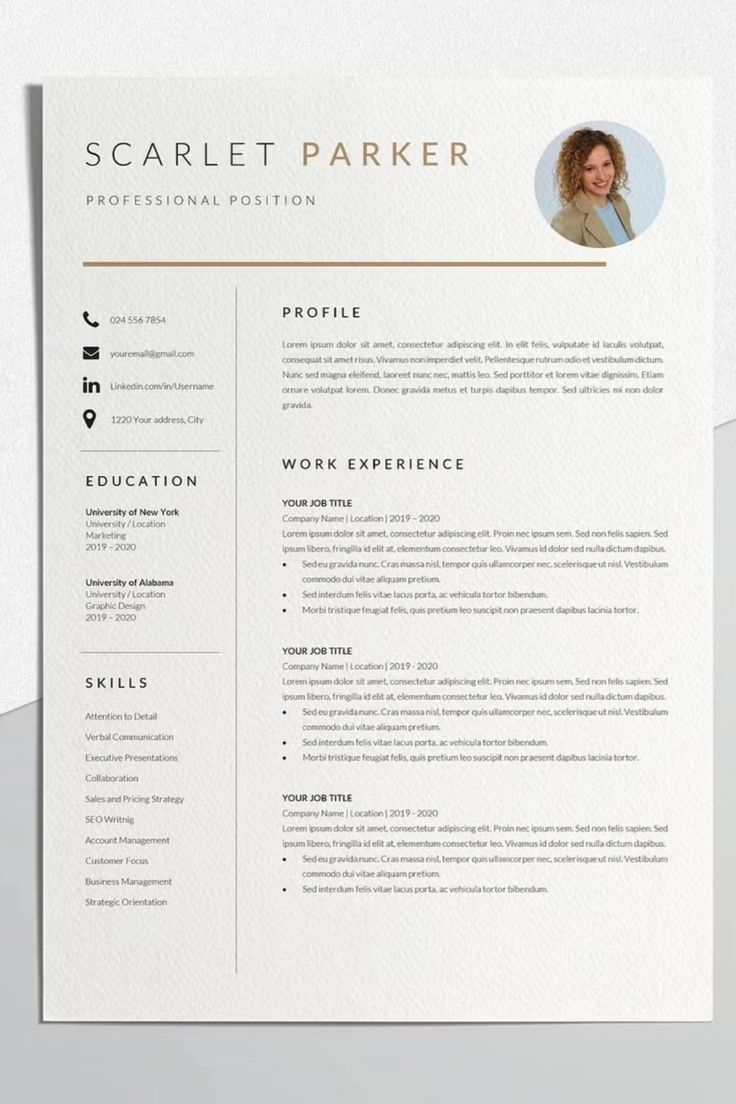 SCARLET PARKER
PROFESSIONAL POSITION
024 556 7854
youremail@gmail.com
Linkedin.com/in/Username
1220 Your address, City
EDUCATION
University of New York
University / Location
Marketing
2019 – 2020
University of Alabama
University / Location
Graphic Design
2019 – 2020
SKILLS
Attention to Detail
Verbal Communication
Executive Presentations
Collaboration
Sales and Pricing Strategy
SEO Writnig
Account Management
Customer Focus
Business Management
Strategic Orientation
PROFILE
Lorem ipsum dolor sit amet, consectetur adipiscing elit. In elit felis, vulputate id iaculis volutpat,
consequat sit amet risus. Vivamus non imperdiet velit. Pellentesque rutrum odio et vestibulum dictum.
Nunc sed magna eleifend, laoreet nunc nec, mattis leo. Sed porttitor et lorem vitae dignissim. Etiam
ornare volutpat lorem. Donec gravida metus et turpis dapibus tempor. Sed ultricies mi non dolor
gravida.
WORK EXPERIENCE
YOUR JOB TITLE
Company Name | Location | 2019 – 2020
Lorem ipsum dolor sit amet, consectetur adipiscing elit. Proin nec ipsum sem. Sed non felis sapien. Sed
ipsum libero, fringilla id elit at, elementum consectetur leo. Vivamus id dolor sed nulla dictum dapibus.
• Sed eu gravida nunc. Cras massa nisl, tempor quis ullamcorper nec, scelerisque ut nisl. Vestibulum
commodo dui vitae aliquam pretium.
• Sed interdum felis vitae lacus porta, ac vehicula tortor bibendum.
• Morbi tristique feugiat felis, quis pretium leo suscipit non praesent dapibus lacinia tortor.
YOUR JOB TITLE
Company Name | Location | 2019 - 2020
Lorem ipsum dolor sit amet, consectetur adipiscing elit. Proin nec ipsum sem. Sed non felis sapien. Sed
ipsum libero, fringilla id elit at, elementum consectetur leo. Vivamus id dolor sed nulla dictum dapibus.
• Sed eu gravida nunc. Cras massa nisl, tempor quis ullamcorper nec, scelerisque ut nisl. Vestibulum
commodo dui vitae aliquam pretium.
• Sed interdum felis vitae lacus porta, ac vehicula tortor bibendum.
• Morbi tristique feugiat felis, quis pretium leo suscipit non praesent dapibus lacinia tortor.
YOUR JOB TITLE
Company Name | Location | 2019 - 2020
Lorem ipsum dolor sit amet, consectetur adipiscing elit. Proin nec ipsum sem. Sed non felis sapien. Sed
ipsum libero, fringilla id elit at, elementum consectetur leo. Vivamus id dolor sed nulla dictum dapibus.
• Sed eu gravida nunc. Cras massa nisl, tempor quis ullamcorper nec, scelerisque ut nisl. Vestibulum
commodo dui vitae aliquam pretium.
• Sed interdum felis vitae lacus porta, ac vehicula tortor bibendum.